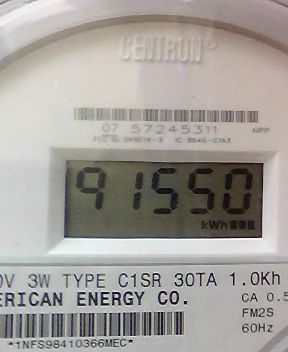 CENTRON®
07 57245311
91550
kWh
0V 3W TYPE C1SR 30TA 1.0Kh
ERICAN ENERGY CO. CA 0.5
FM2S
60Hz
*1NFS98410366MEC*